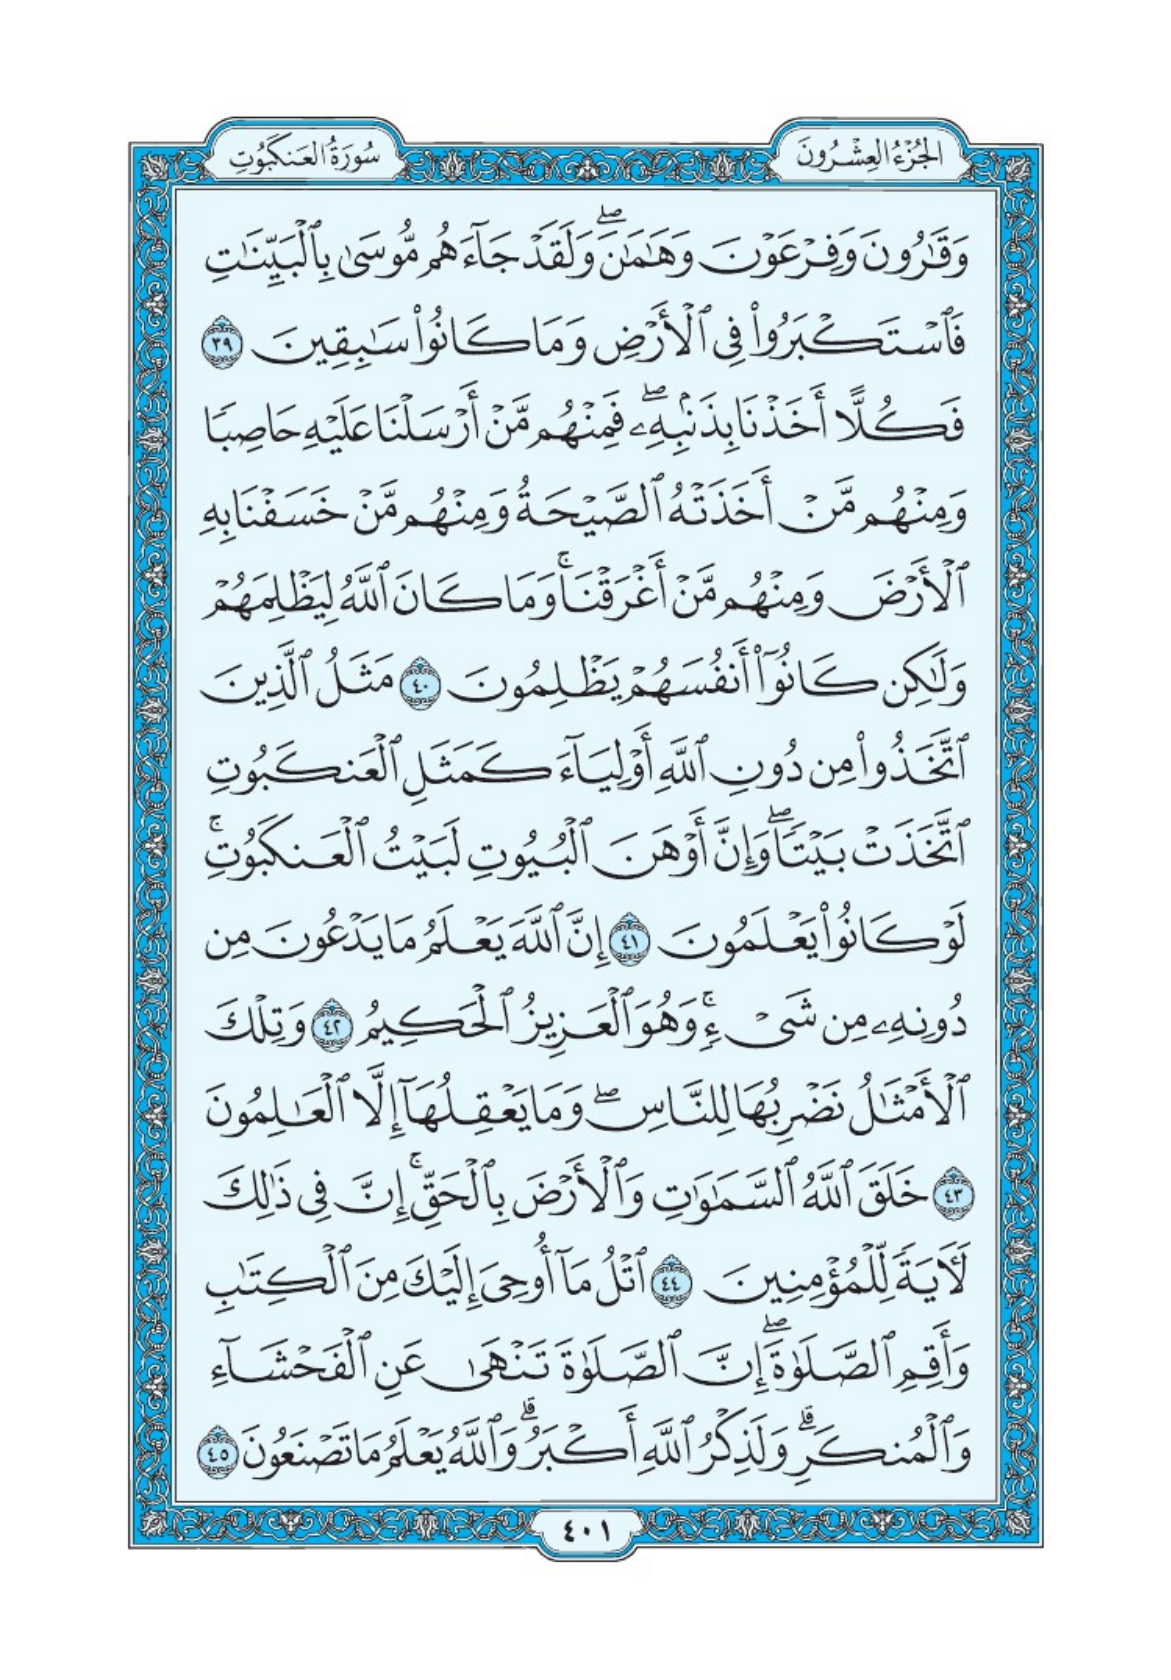 الجُزْءُ العِشْرُونَ
سُورَةُ العَنكَبُوتِ
وَقَٰرُونَ وَفِرْعَوْنَ وَهَٰمَٰنَۖ وَلَقَدْ جَآءَهُم مُّوسَىٰ بِٱلْبَيِّنَٰتِ
فَٱسْتَكْبَرُوا۟ فِى ٱلْأَرْضِ وَمَا كَانُوا۟ سَٰبِقِينَ ٣٩
فَكُلًّا أَخَذْنَا بِذَنۢبِهِۦۖ فَمِنْهُم مَّنْ أَرْسَلْنَا عَلَيْهِ حَاصِبًا
وَمِنْهُم مَّنْ أَخَذَتْهُ ٱلصَّيْحَةُ وَمِنْهُم مَّنْ خَسَفْنَا بِهِ
ٱلْأَرْضَ وَمِنْهُم مَّنْ أَغْرَقْنَاۚ وَمَا كَانَ ٱللَّهُ لِيَظْلِمَهُمْ
وَلَٰكِن كَانُوٓا۟ أَنفُسَهُمْ يَظْلِمُونَ ٤٠ مَثَلُ ٱلَّذِينَ
ٱتَّخَذُوا۟ مِن دُونِ ٱللَّهِ أَوْلِيَآءَ كَمَثَلِ ٱلْعَنكَبُوتِ
ٱتَّخَذَتْ بَيْتًاۖ وَإِنَّ أَوْهَنَ ٱلْبُيُوتِ لَبَيْتُ ٱلْعَنكَبُوتِۚ
لَوْ كَانُوا۟ يَعْلَمُونَ ٤١ إِنَّ ٱللَّهَ يَعْلَمُ مَا يَدْعُونَ مِن
دُونِهِۦ مِن شَىْءٍۚ وَهُوَ ٱلْعَزِيزُ ٱلْحَكِيمُ ٤٢ وَتِلْكَ
ٱلْأَمْثَٰلُ نَضْرِبُهَا لِلنَّاسِۖ وَمَا يَعْقِلُهَآ إِلَّا ٱلْعَٰلِمُونَ
٤٣ خَلَقَ ٱللَّهُ ٱلسَّمَٰوَٰتِ وَٱلْأَرْضَ بِٱلْحَقِّۚ إِنَّ فِى ذَٰلِكَ
لَءَايَةً لِّلْمُؤْمِنِينَ ٤٤ ٱتْلُ مَآ أُوحِىَ إِلَيْكَ مِنَ ٱلْكِتَٰبِ
وَأَقِمِ ٱلصَّلَوٰةَۖ إِنَّ ٱلصَّلَوٰةَ تَنْهَىٰ عَنِ ٱلْفَحْشَآءِ
وَٱلْمُنكَرِۗ وَلَذِكْرُ ٱللَّهِ أَكْبَرُۗ وَٱللَّهُ يَعْلَمُ مَا تَصْنَعُونَ ٤٥
٤٠١